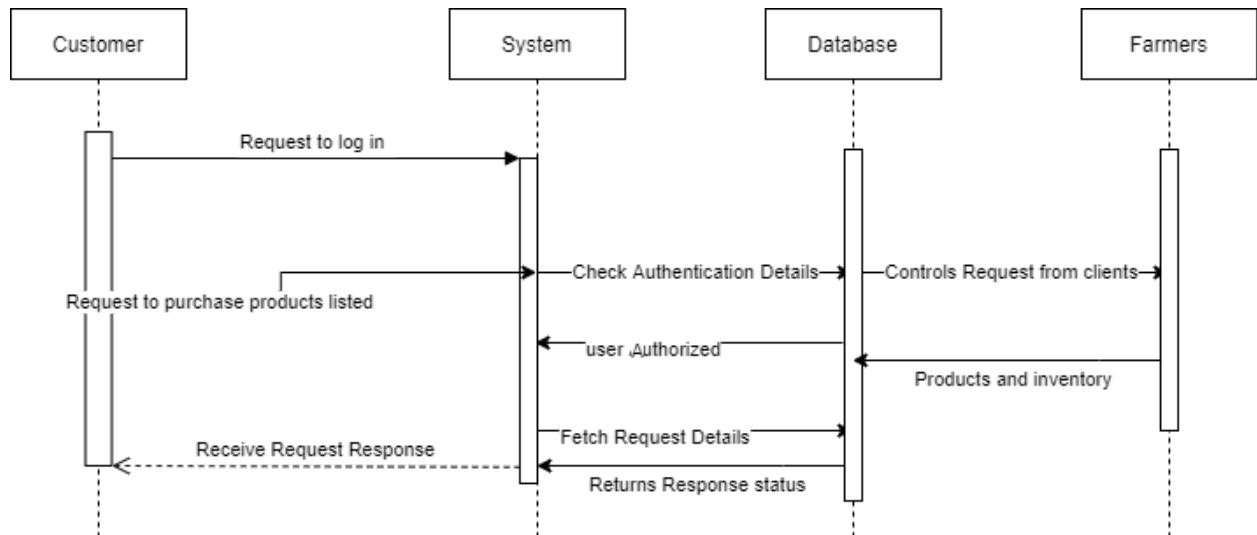 Customer
System
Database
Farmers
Request to log in
Check Authentication Details
Controls Request from clients
Request to purchase products listed
user Authorized
Products and inventory
Fetch Request Details
Receive Request Response
Returns Response status